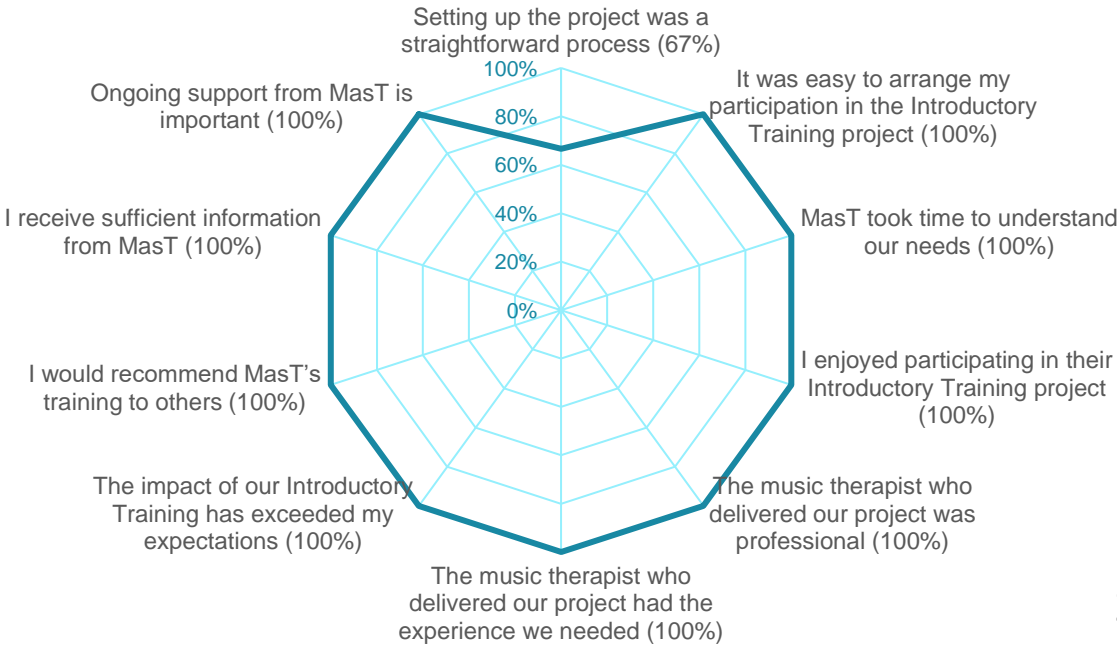 Setting up the project was a
straightforward process (67%)
It was easy to arrange my
participation in the Introductory
Training project (100%)
MasT took time to understand
our needs (100%)
I enjoyed participating in their
Introductory Training project
(100%)
The music therapist who
delivered our project was
professional (100%)
The music therapist who
delivered our project had the
experience we needed (100%)
The impact of our Introductory
Training has exceeded my
expectations (100%)
I would recommend MasT’s
training to others (100%)
I receive sufficient information
from MasT (100%)
Ongoing support from MasT is
important (100%)
100%
80%
60%
40%
20%
0%